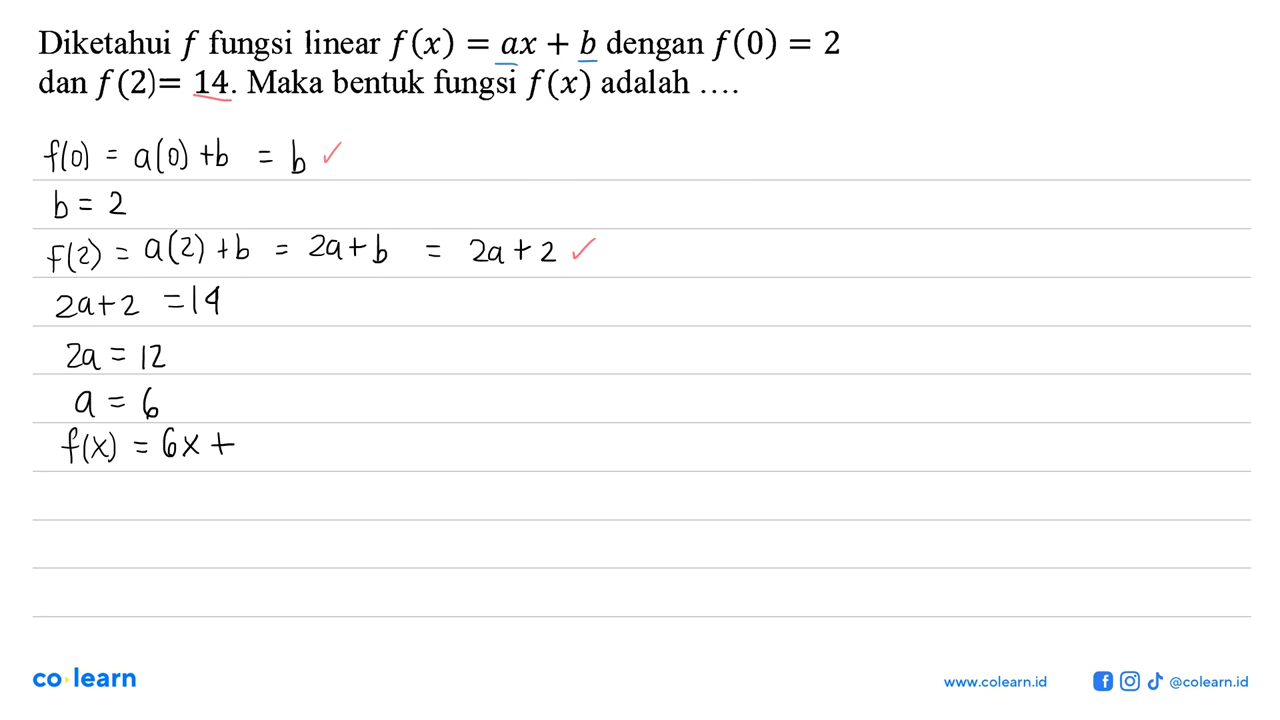 Diketahui f fungsi linear f(x) = ax + b dengan f(0) = 2
dan f(2)= 14. Maka bentuk fungsi f(x) adalah ....
f(0) = a(0) +b = b ✓
b = 2
f(2) = a(2) +b = 2a+b = 2a+2 ✓
2a+2 =14
2a = 12
a = 6
f(x) = 6x +
co learn
www.colearn.id
@colearn.id